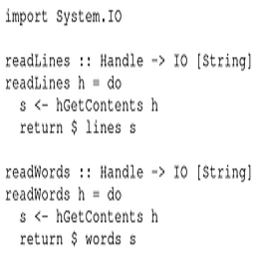 import System.IO

readLines :: Handle -> IO [String]
readLines h = do
  s <- hGetContents h
  return $ lines s

readWords :: Handle -> IO [String]
readWords h = do
  s <- hGetContents h
  return $ words s